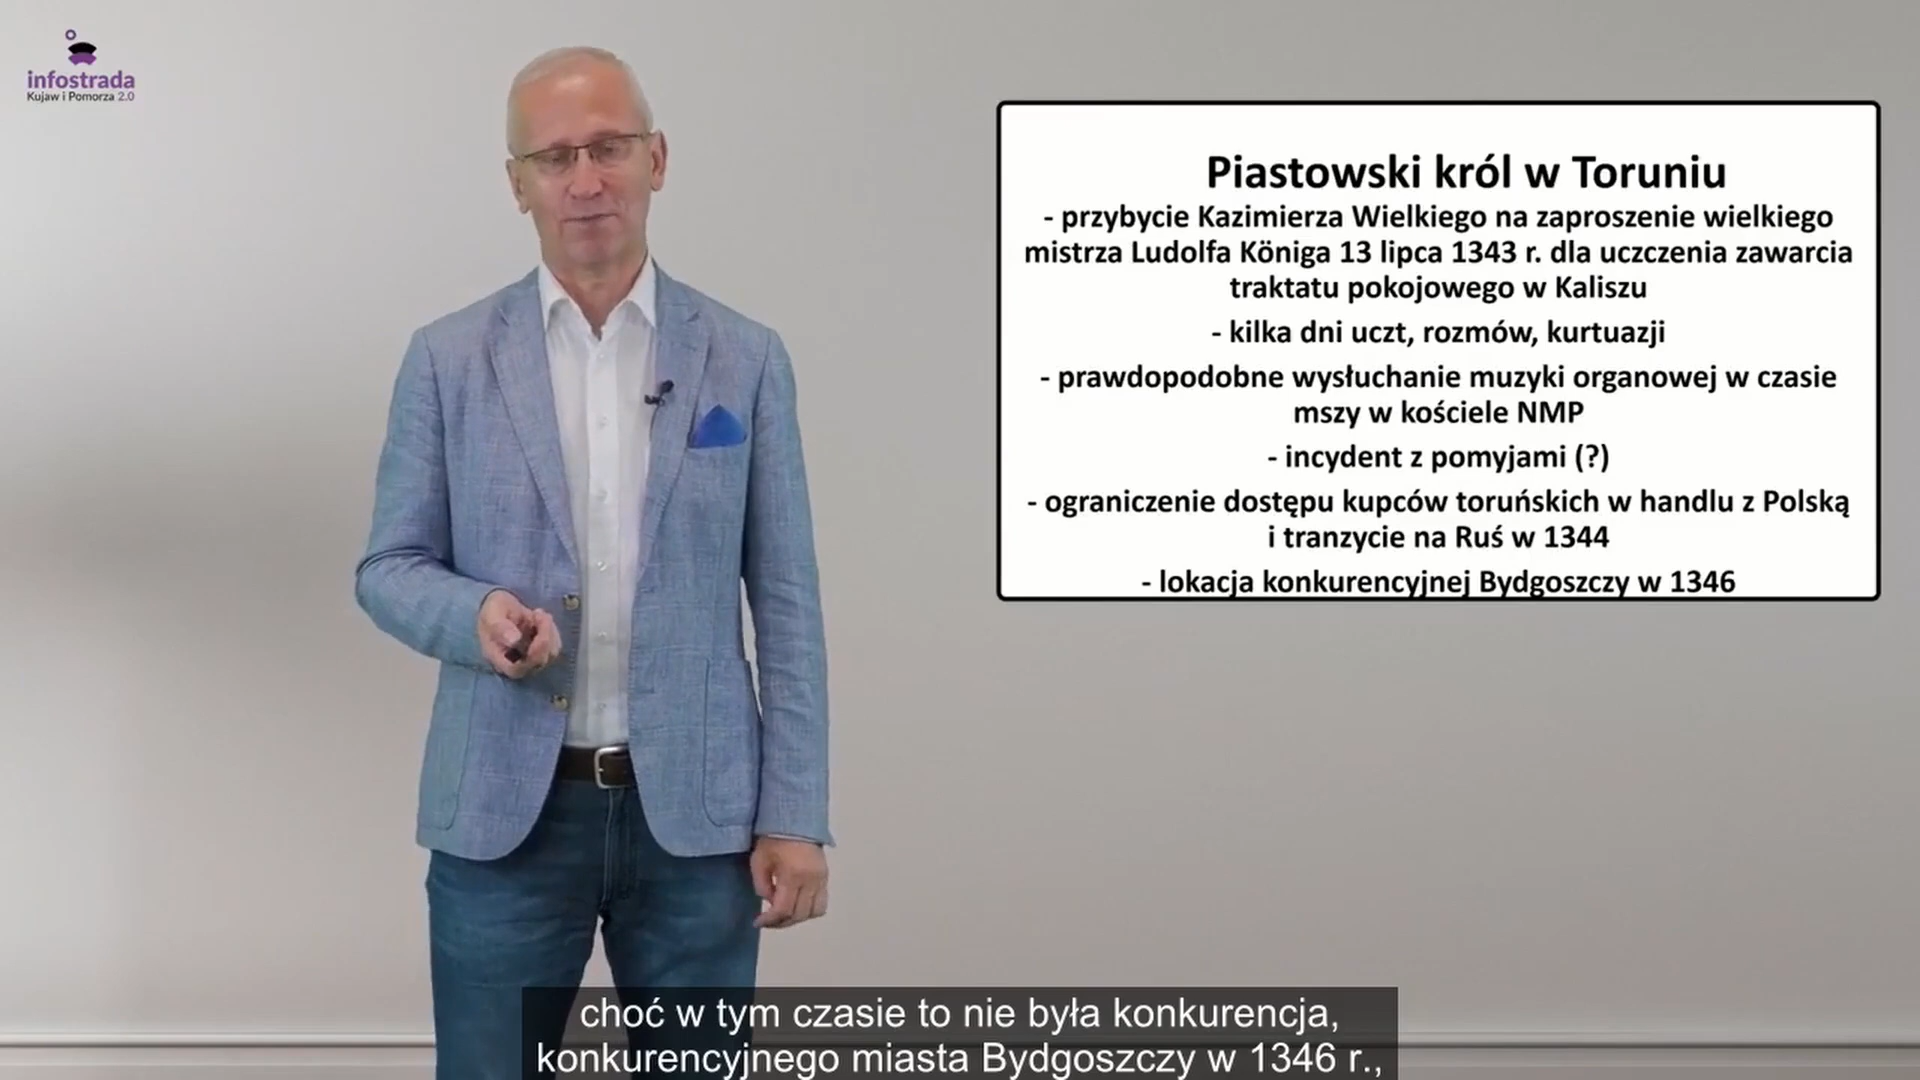 infostrada
Kujaw i Pomorza 2.0
Piastowski król w Toruniu
- przybycie Kazimierza Wielkiego na zaproszenie wielkiego
mistrza Ludolfa Königa 13 lipca 1343 r. dla uczczenia zawarcia
traktatu pokojowego w Kaliszu
- kilka dni uczt, rozmów, kurtuazji
- prawdopodobne wysłuchanie muzyki organowej w czasie
mszy w kościele NMP
- incydent z pomyjami (?)
- ograniczenie dostępu kupców toruńskich w handlu z Polską
i tranzycie na Ruś w 1344
- lokacja konkurencyjnej Bydgoszczy w 1346
choć w tym czasie to nie była konkurencja,
konkurencyjnego miasta Bydgoszczy w 1346 r.,